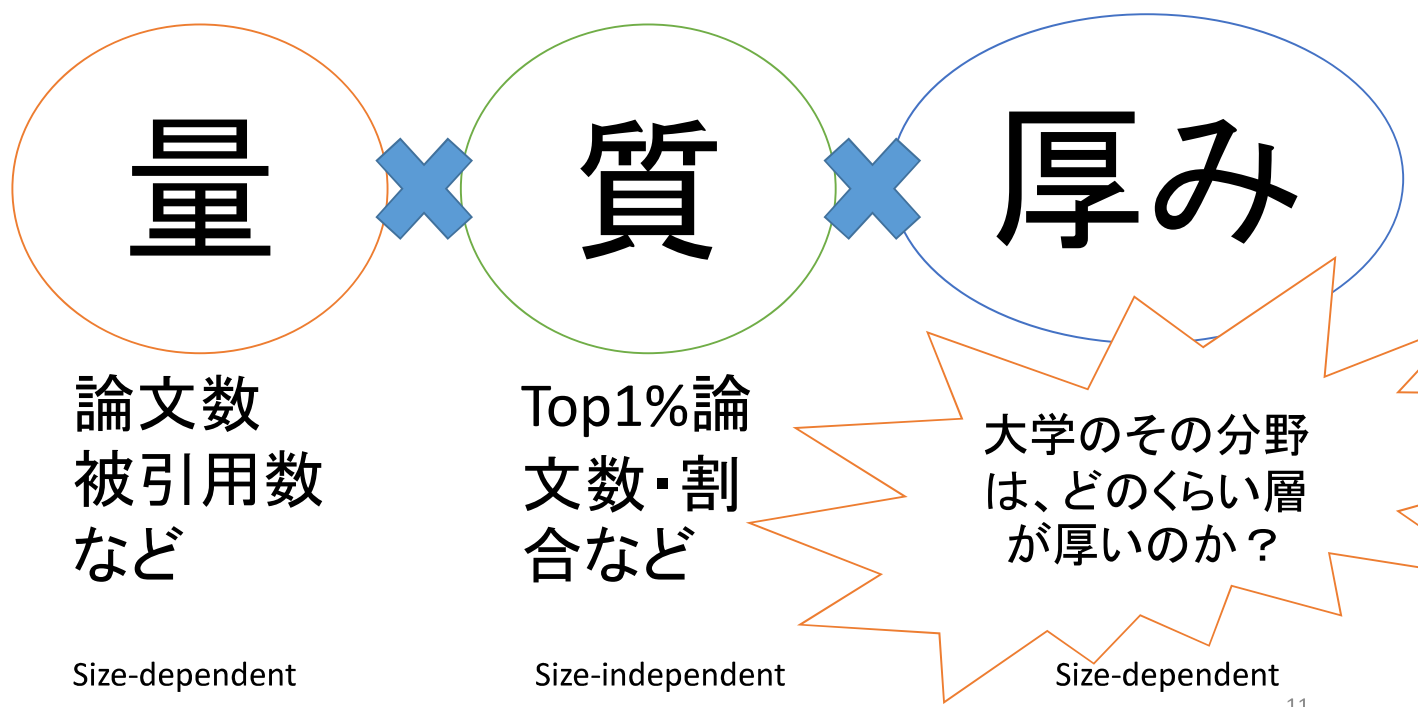 量
質
厚み
論文数
被引用数
など
Top1%論
文数・割
合など
大学のその分野
は、どのくらい層
が厚いのか？
Size-dependent
Size-independent
Size-dependent
11